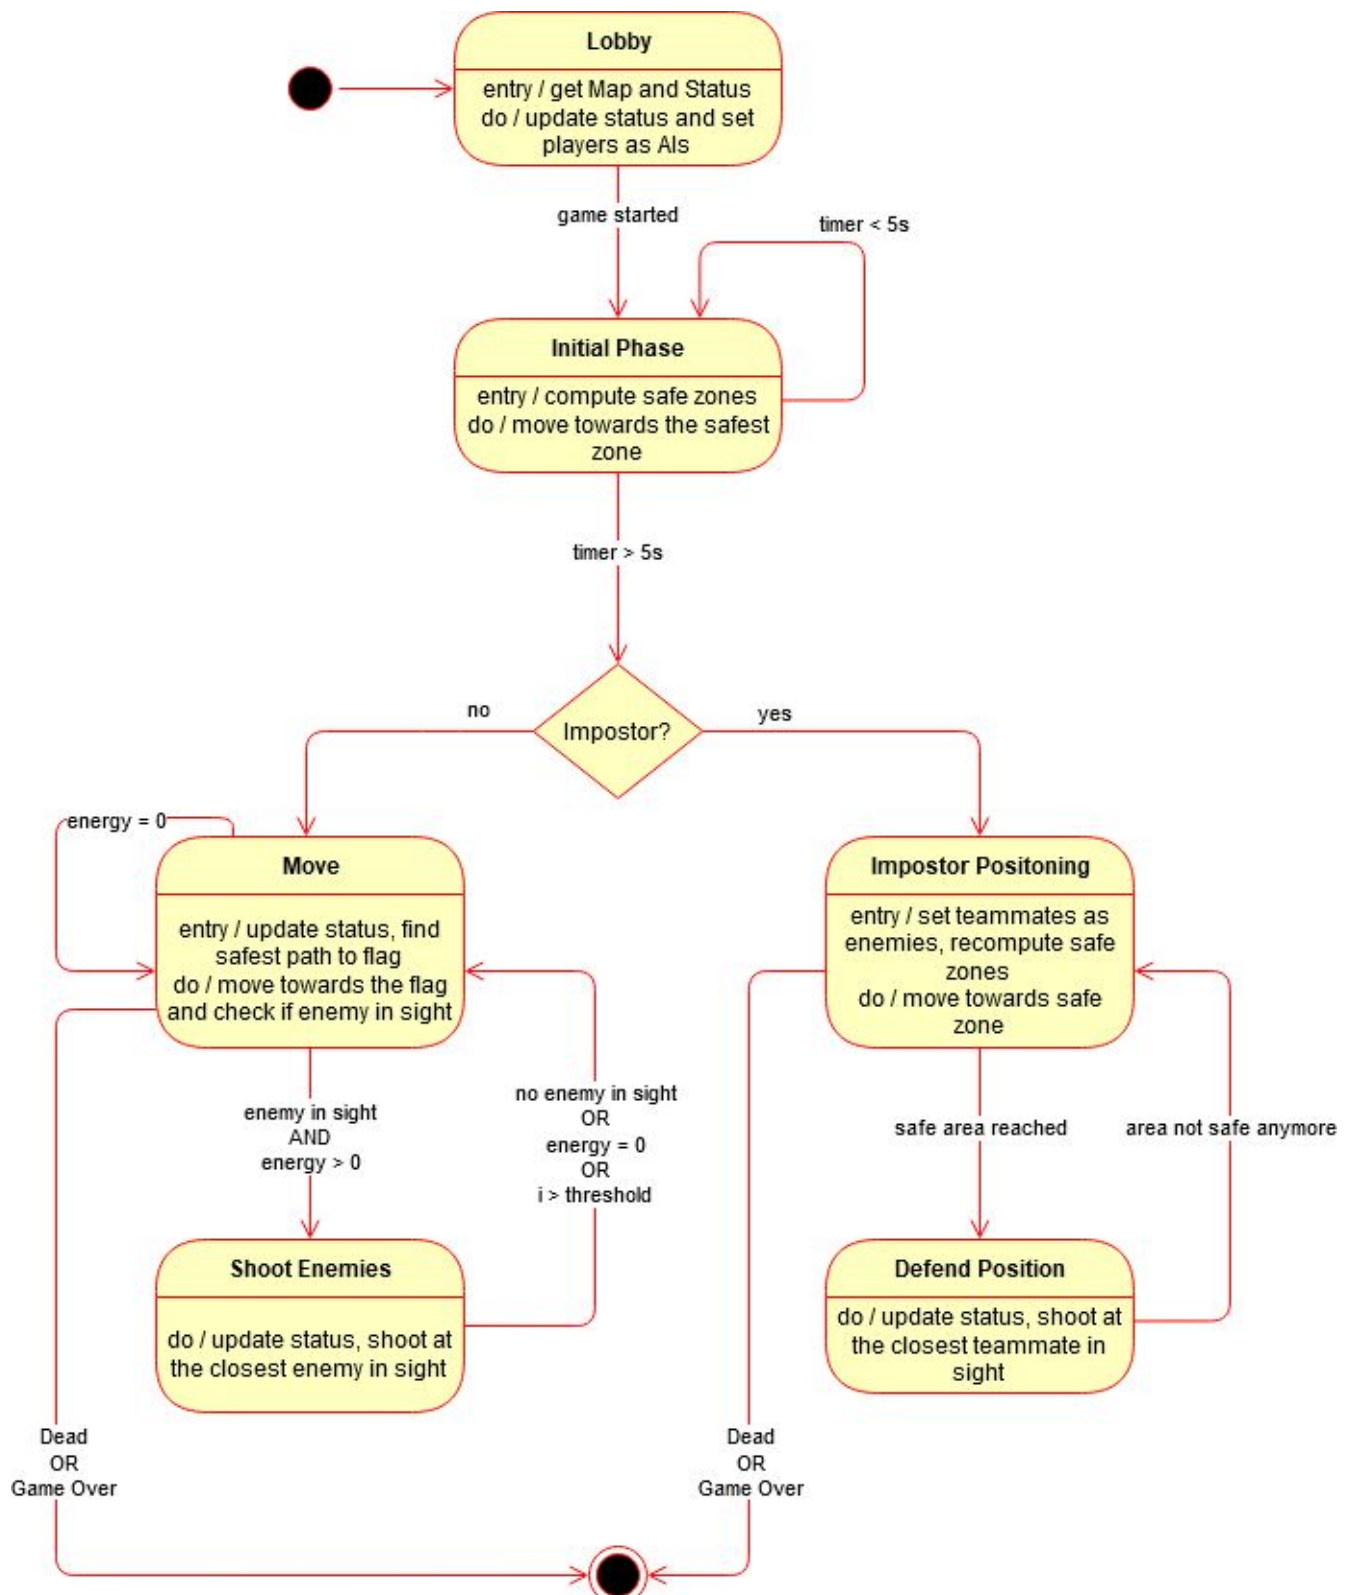 Lobby
entry / get Map and Status
do / update status and set
players as AIs
game started
timer < 5s
Initial Phase
entry / compute safe zones
do / move towards the safest
zone
timer > 5s
Impostor?
no
yes
energy = 0
Move
entry / update status, find
safest path to flag
do / move towards the flag
and check if enemy in sight
Impostor Positoning
entry / set teammates as
enemies, recompute safe
zones
do / move towards safe
zone
enemy in sight
AND
energy > 0
no enemy in sight
OR
energy = 0
OR
i > threshold
safe area reached
area not safe anymore
Shoot Enemies
do / update status, shoot at
the closest enemy in sight
Defend Position
do / update status, shoot at
the closest teammate in
sight
Dead
OR
Game Over
Dead
OR
Game Over